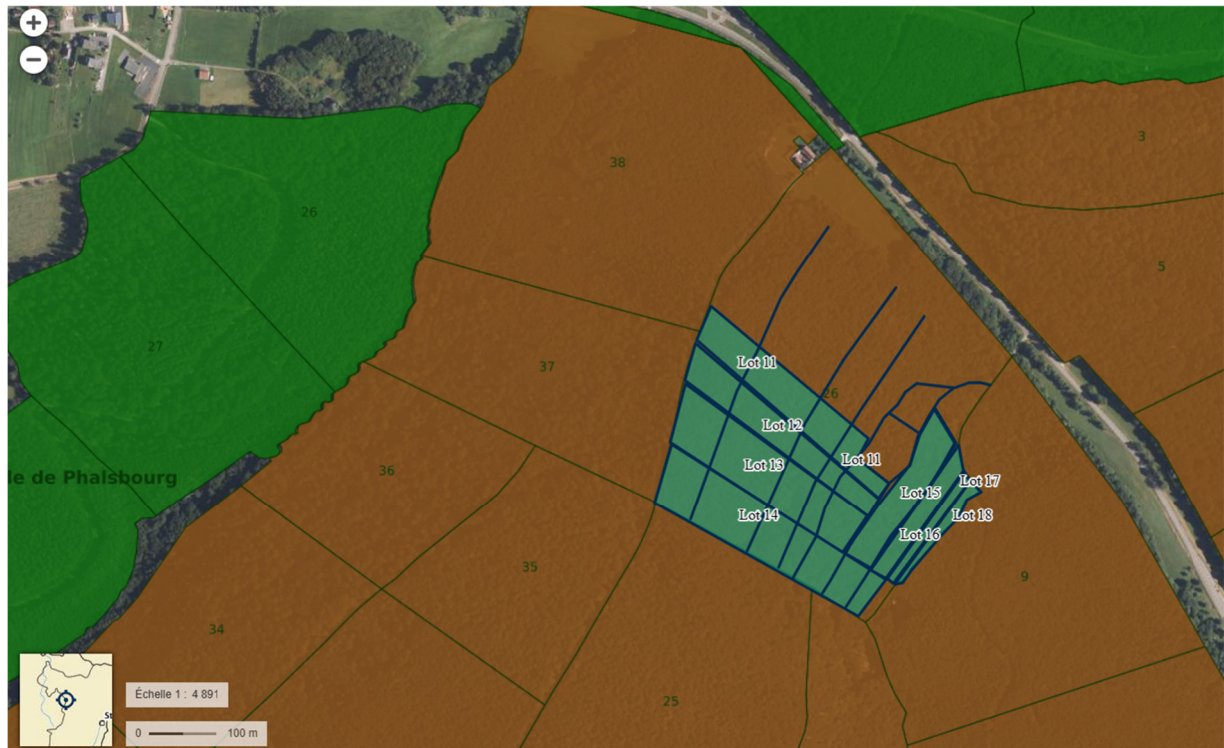 +
−
38
3
26
5
27
37
Lot 11
26
Lot 12
Lot 11
Lot 13
le de Phalsbourg
36
Lot 17
Lot 15
Lot 14
Lot 18
Lot 16
35
9
34
25
St
Échelle 1 : 4 891
0 100 m